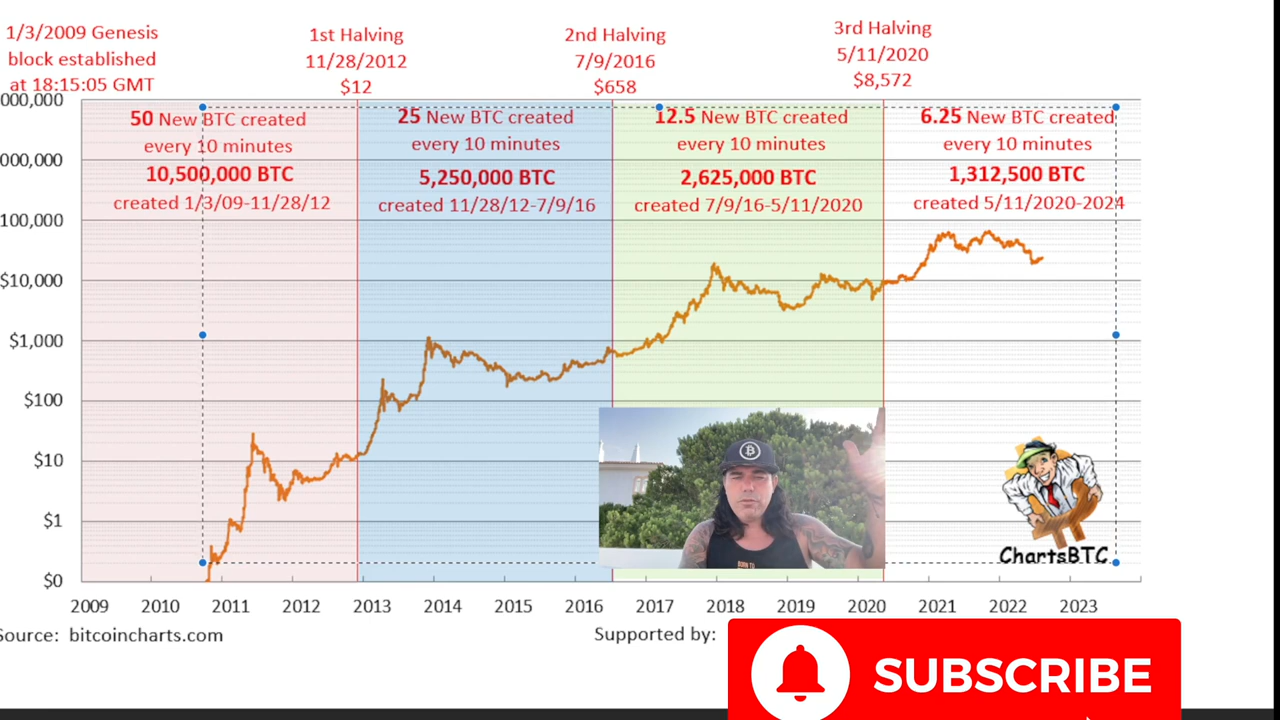 1/3/2009 Genesis
block established
at 18:15:05 GMT
1st Halving
11/28/2012
$12
2nd Halving
7/9/2016
$658
3rd Halving
5/11/2020
$8,572
50 New BTC created
every 10 minutes
10,500,000 BTC
created 1/3/09-11/28/12
25 New BTC created
every 10 minutes
5,250,000 BTC
created 11/28/12-7/9/16
12.5 New BTC created
every 10 minutes
2,625,000 BTC
created 7/9/16-5/11/2020
6.25 New BTC created
every 10 minutes
1,312,500 BTC
created 5/11/2020-2024
000,000
000,000
100,000
$10,000
$1,000
$100
$10
$1
$0
BORN TO
ChartsBTC
2009 2010 2011 2012 2013 2014 2015 2016 2017 2018 2019 2020 2021 2022 2023
Source: bitcoincharts.com
Supported by:
SUBSCRIBE